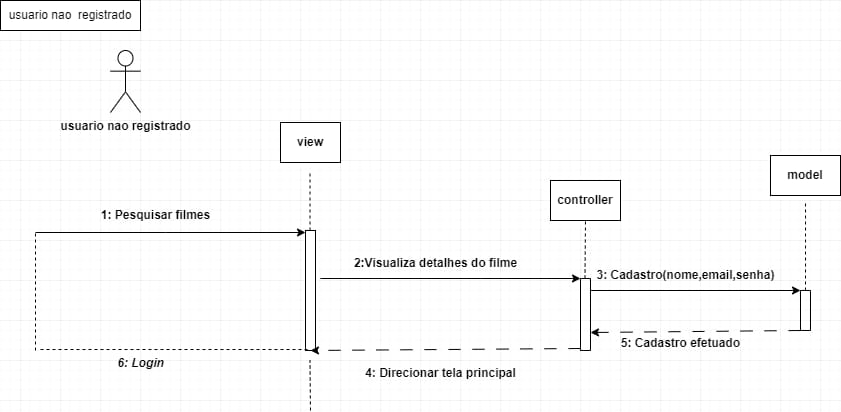 usuario nao registrado
usuario nao registrado
view
model
controller
1: Pesquisar filmes
2:Visualiza detalhes do filme
3: Cadastro(nome,email,senha)
5: Cadastro efetuado
6: Login
4: Direcionar tela principal